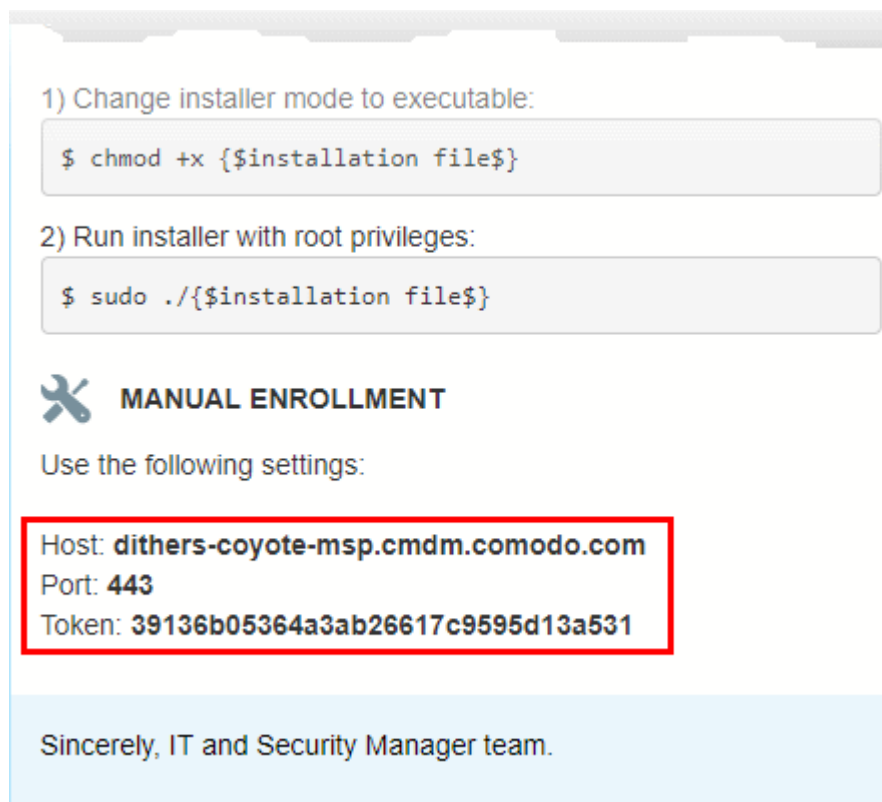 1) Change installer mode to executable:
$ chmod +x {$installation file$}
2) Run installer with root privileges:
$ sudo ./{$installation file$}
MANUAL ENROLLMENT
Use the following settings:
Host: dithers-coyote-msp.cmdm.comodo.com
Port: 443
Token: 39136b05364a3ab26617c9595d13a531
Sincerely, IT and Security Manager team.